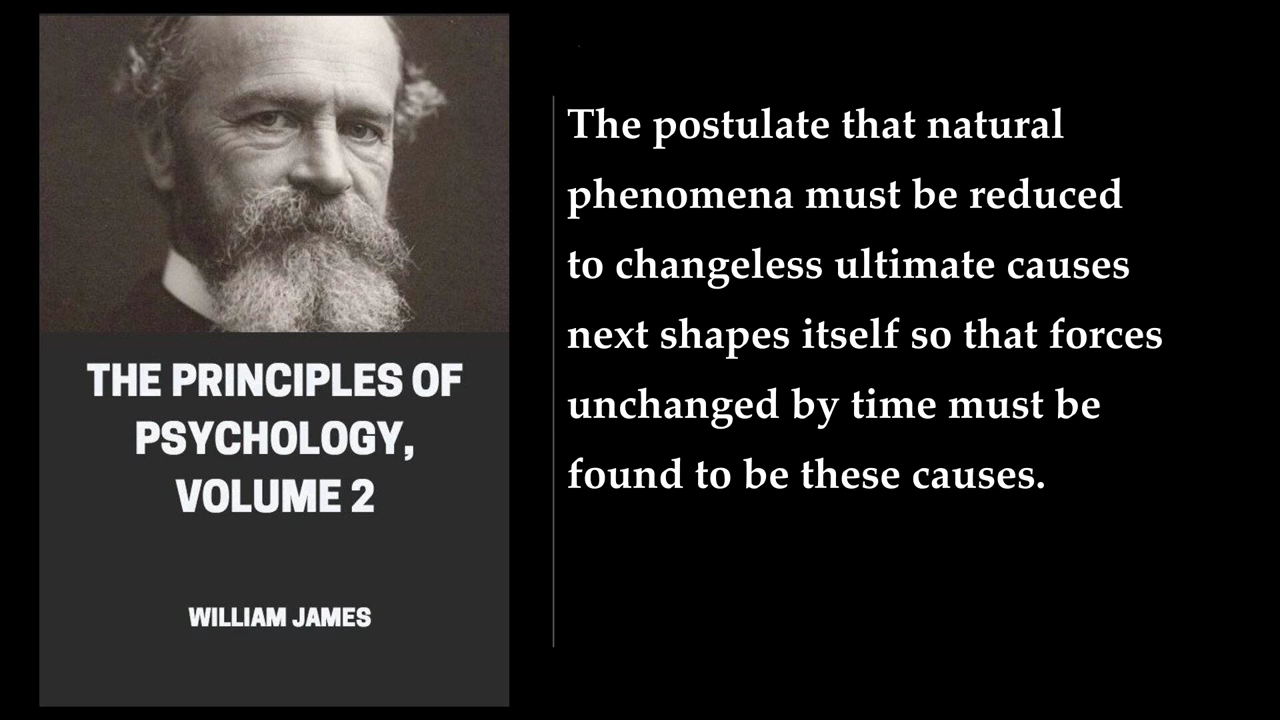 THE PRINCIPLES OF
PSYCHOLOGY,
VOLUME 2
WILLIAM JAMES
The postulate that natural
phenomena must be reduced
to changeless ultimate causes
next shapes itself so that forces
unchanged by time must be
found to be these causes.